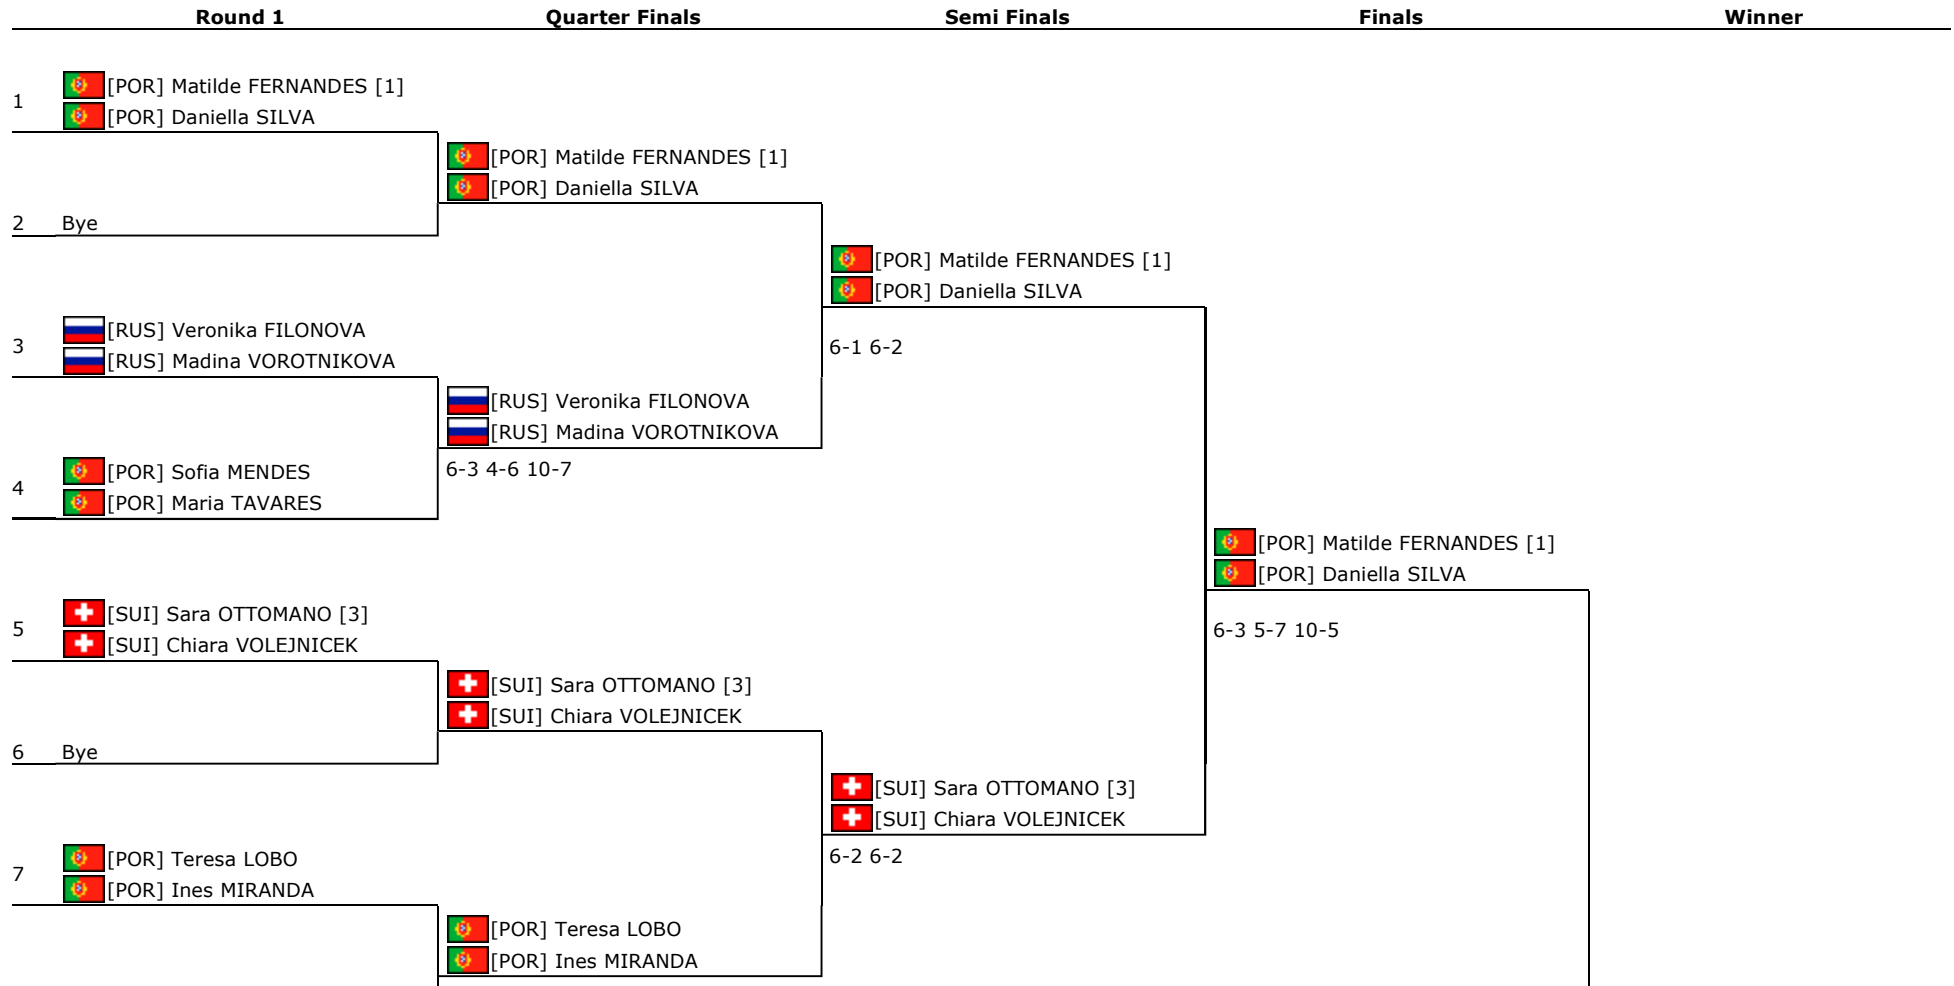 Round 1 Quarter Finals Semi Finals Finals Winner
1
[POR] Matilde FERNANDES [1]
[POR] Daniella SILVA
[POR] Matilde FERNANDES [1]
[POR] Daniella SILVA
2 Bye
[POR] Matilde FERNANDES [1]
[POR] Daniella SILVA
3
[RUS] Veronika FILONOVA
[RUS] Madina VOROTNIKOVA
6-1 6-2
[RUS] Veronika FILONOVA
[RUS] Madina VOROTNIKOVA
4
[POR] Sofia MENDES
[POR] Maria TAVARES
6-3 4-6 10-7
[POR] Matilde FERNANDES [1]
[POR] Daniella SILVA
5
[SUI] Sara OTTOMANO [3]
[SUI] Chiara VOLEJNICEK
6-3 5-7 10-5
[SUI] Sara OTTOMANO [3]
[SUI] Chiara VOLEJNICEK
6 Bye
[SUI] Sara OTTOMANO [3]
[SUI] Chiara VOLEJNICEK
7
[POR] Teresa LOBO
[POR] Ines MIRANDA
6-2 6-2
[POR] Teresa LOBO
[POR] Ines MIRANDA